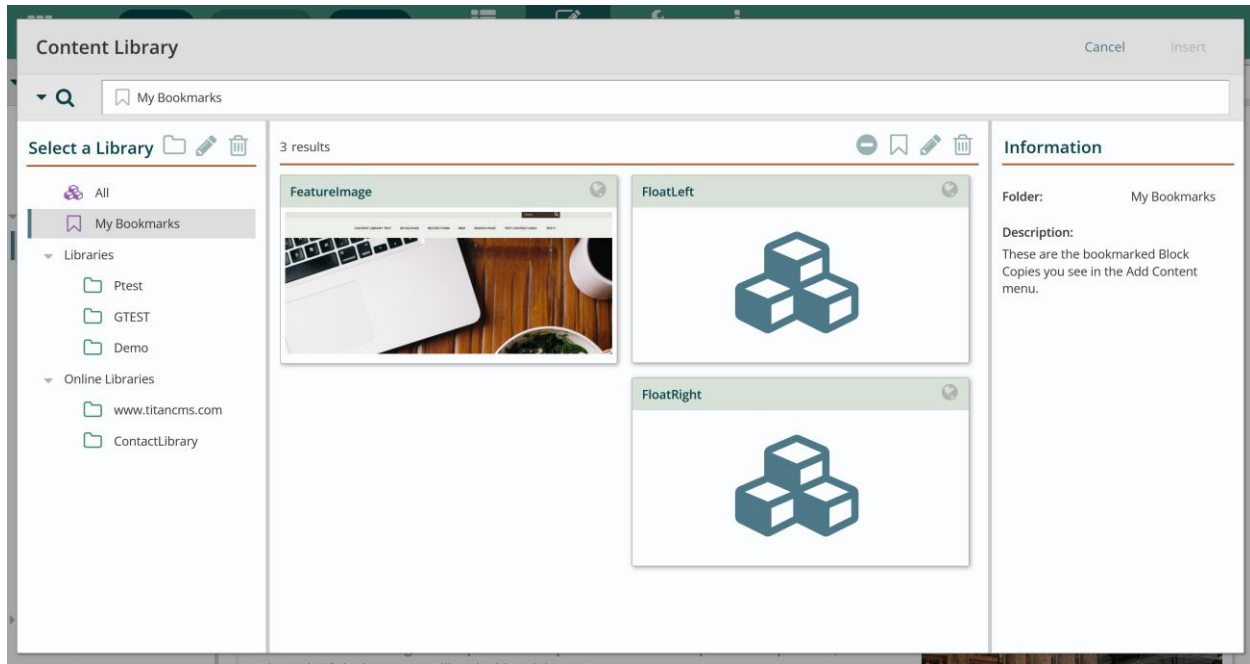 Content Library
Cancel
Insert
My Bookmarks
Select a Library
All
My Bookmarks
Libraries
Ptest
GTEST
Demo
Online Libraries
www.titancms.com
ContactLibrary
3 results
FeatureImage
FloatLeft
FloatRight
Information
Folder: My Bookmarks
Description:
These are the bookmarked Block
Copies you see in the Add Content
menu.